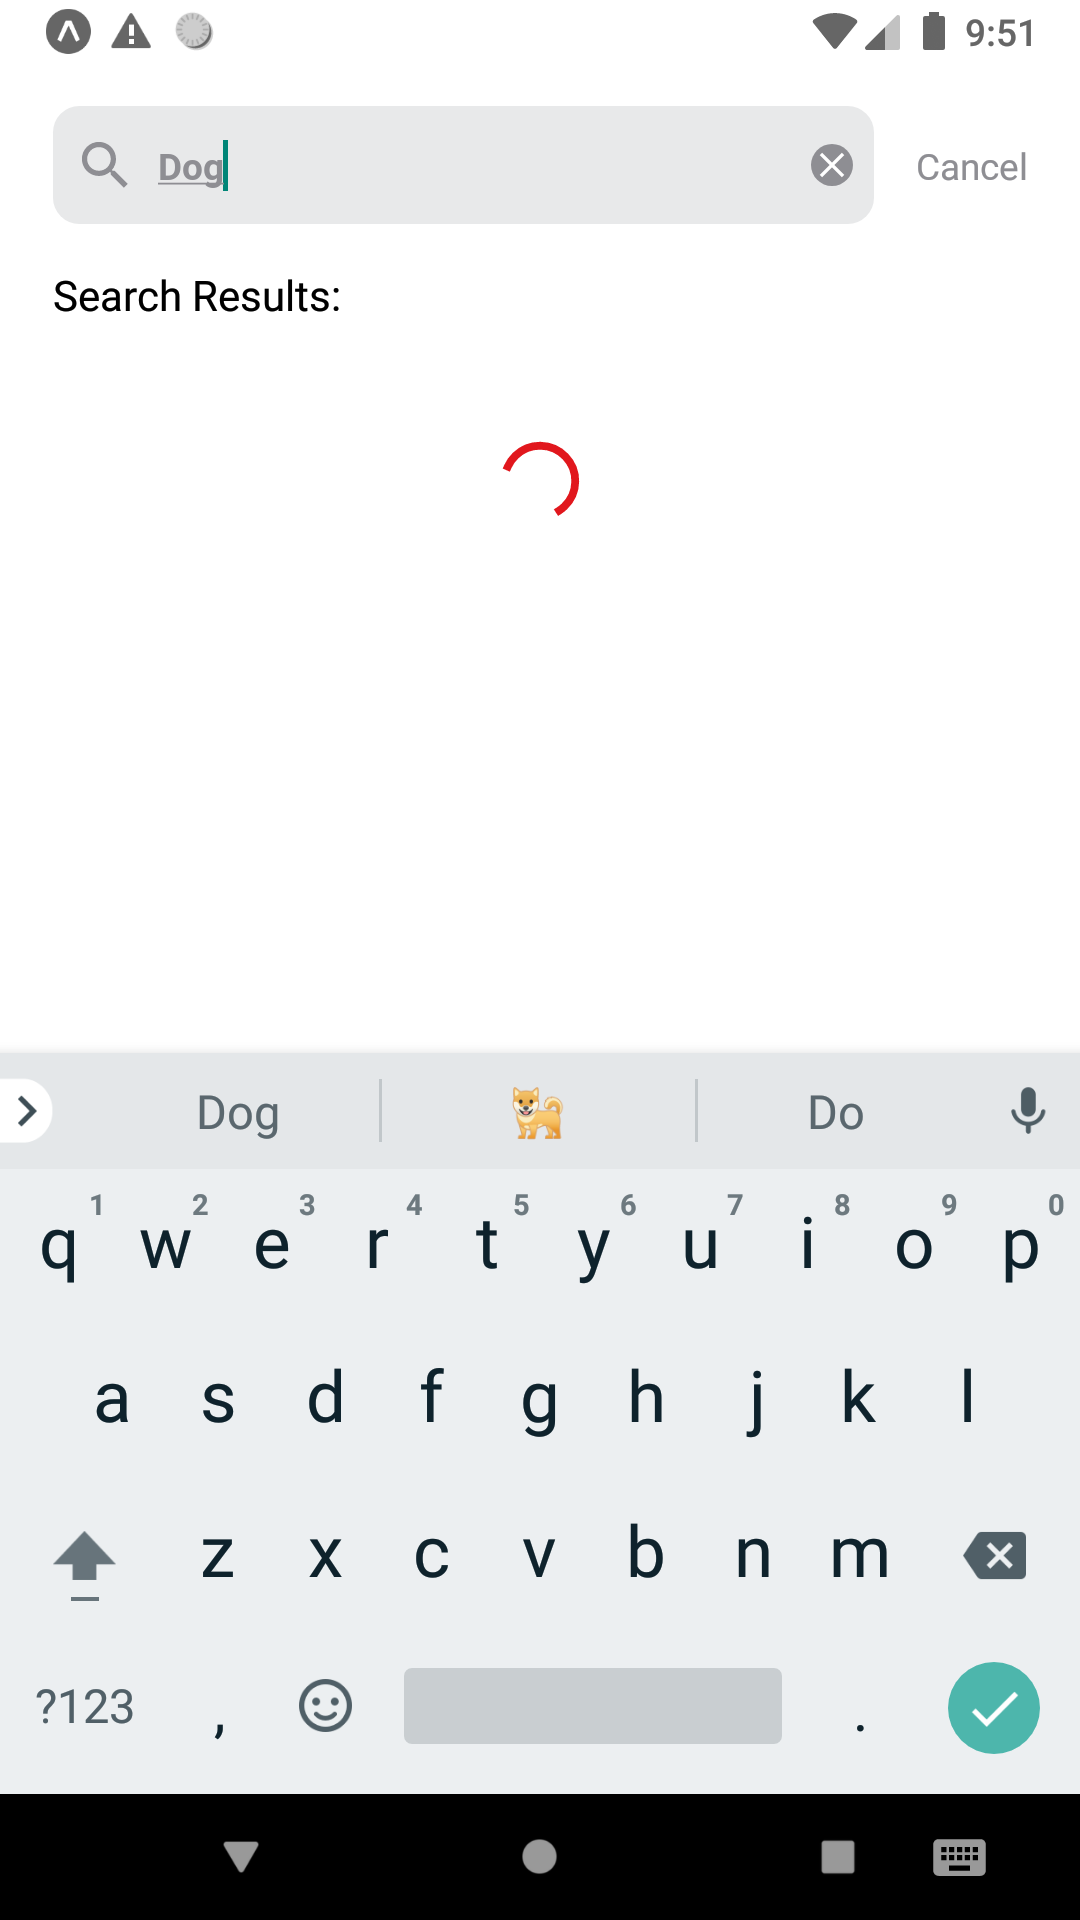 9:51
Dog Cancel
Search Results:
Dog Do
1 2 3 4 5 6 7 8 9 0
q w e r t y u i o p
a s d f g h j k l
z x c v b n m
?123 , .